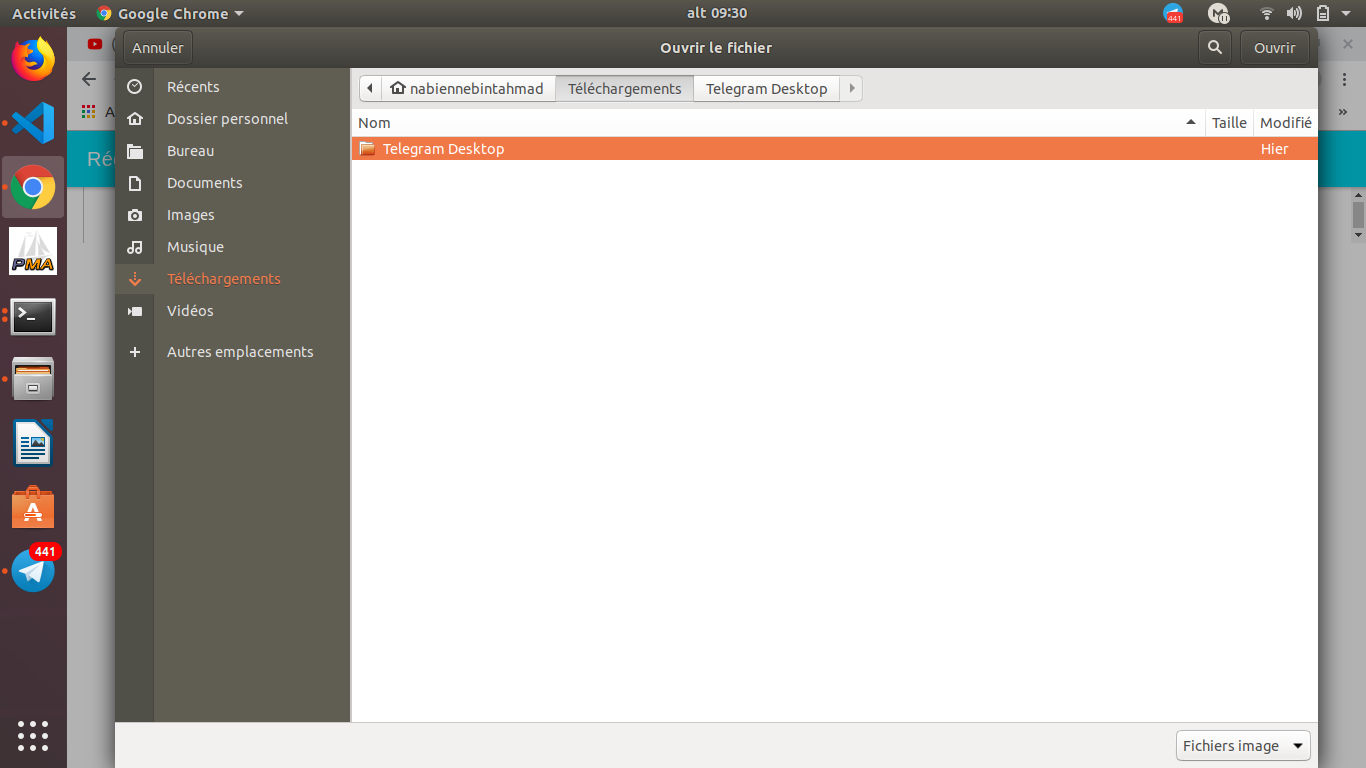 Activités
Google Chrome
alt 09:30
441
Annuler
Ouvrir le fichier
Ouvrir
Récents
Dossier personnel
Bureau
Documents
Images
Musique
Téléchargements
Vidéos
Autres emplacements
nabiennebintahmad
Téléchargements
Telegram Desktop
Nom
Taille
Modifié
Telegram Desktop
Hier
Fichiers image
A
Ré
PMA
441